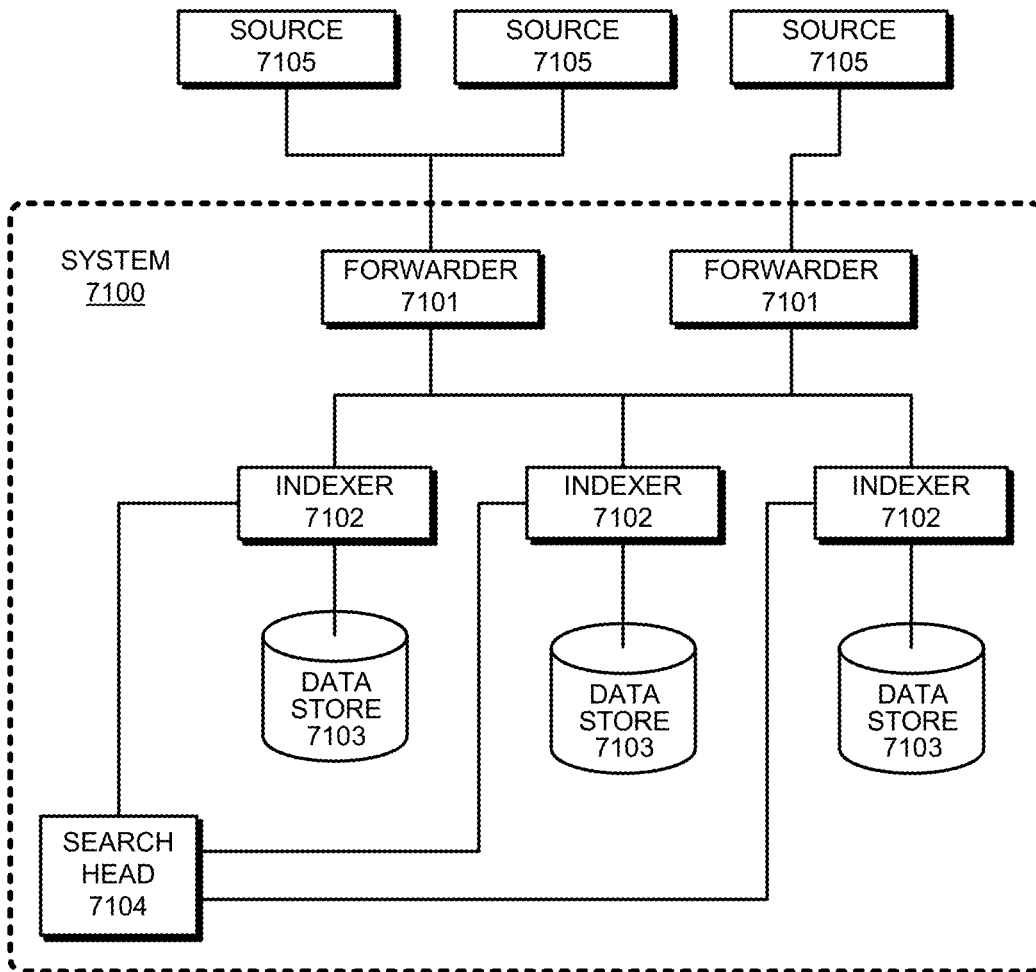 SOURCE
7105
SOURCE
7105
SOURCE
7105
SYSTEM
7100
FORWARDER
7101
FORWARDER
7101
INDEXER
7102
INDEXER
7102
INDEXER
7102
DATA
STORE
7103
DATA
STORE
7103
DATA
STORE
7103
SEARCH
HEAD
7104